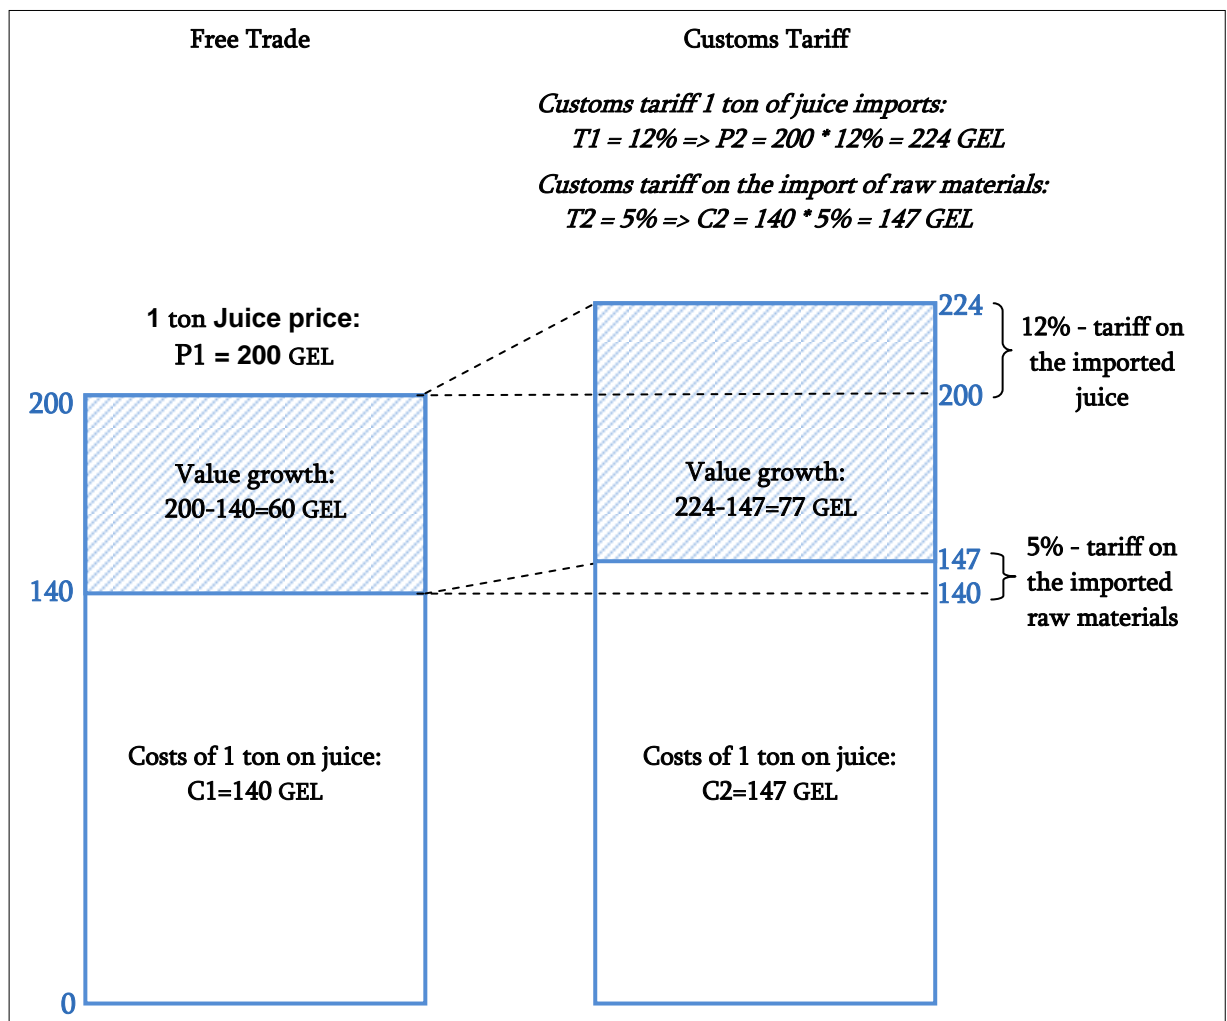 Free Trade
Customs Tariff
Customs tariff 1 ton of juice imports:
T1 = 12% => P2 = 200 * 12% = 224 GEL
Customs tariff on the import of raw materials:
T2 = 5% => C2 = 140 * 5% = 147 GEL
1 ton Juice price:
P1 = 200 GEL
200
Value growth:
200-140=60 GEL
140
Costs of 1 ton on juice:
C1=140 GEL
0
224
200
12% - tariff on
the imported
juice
Value growth:
224-147=77 GEL
147
140
5% - tariff on
the imported
raw materials
Costs of 1 ton on juice:
C2=147 GEL